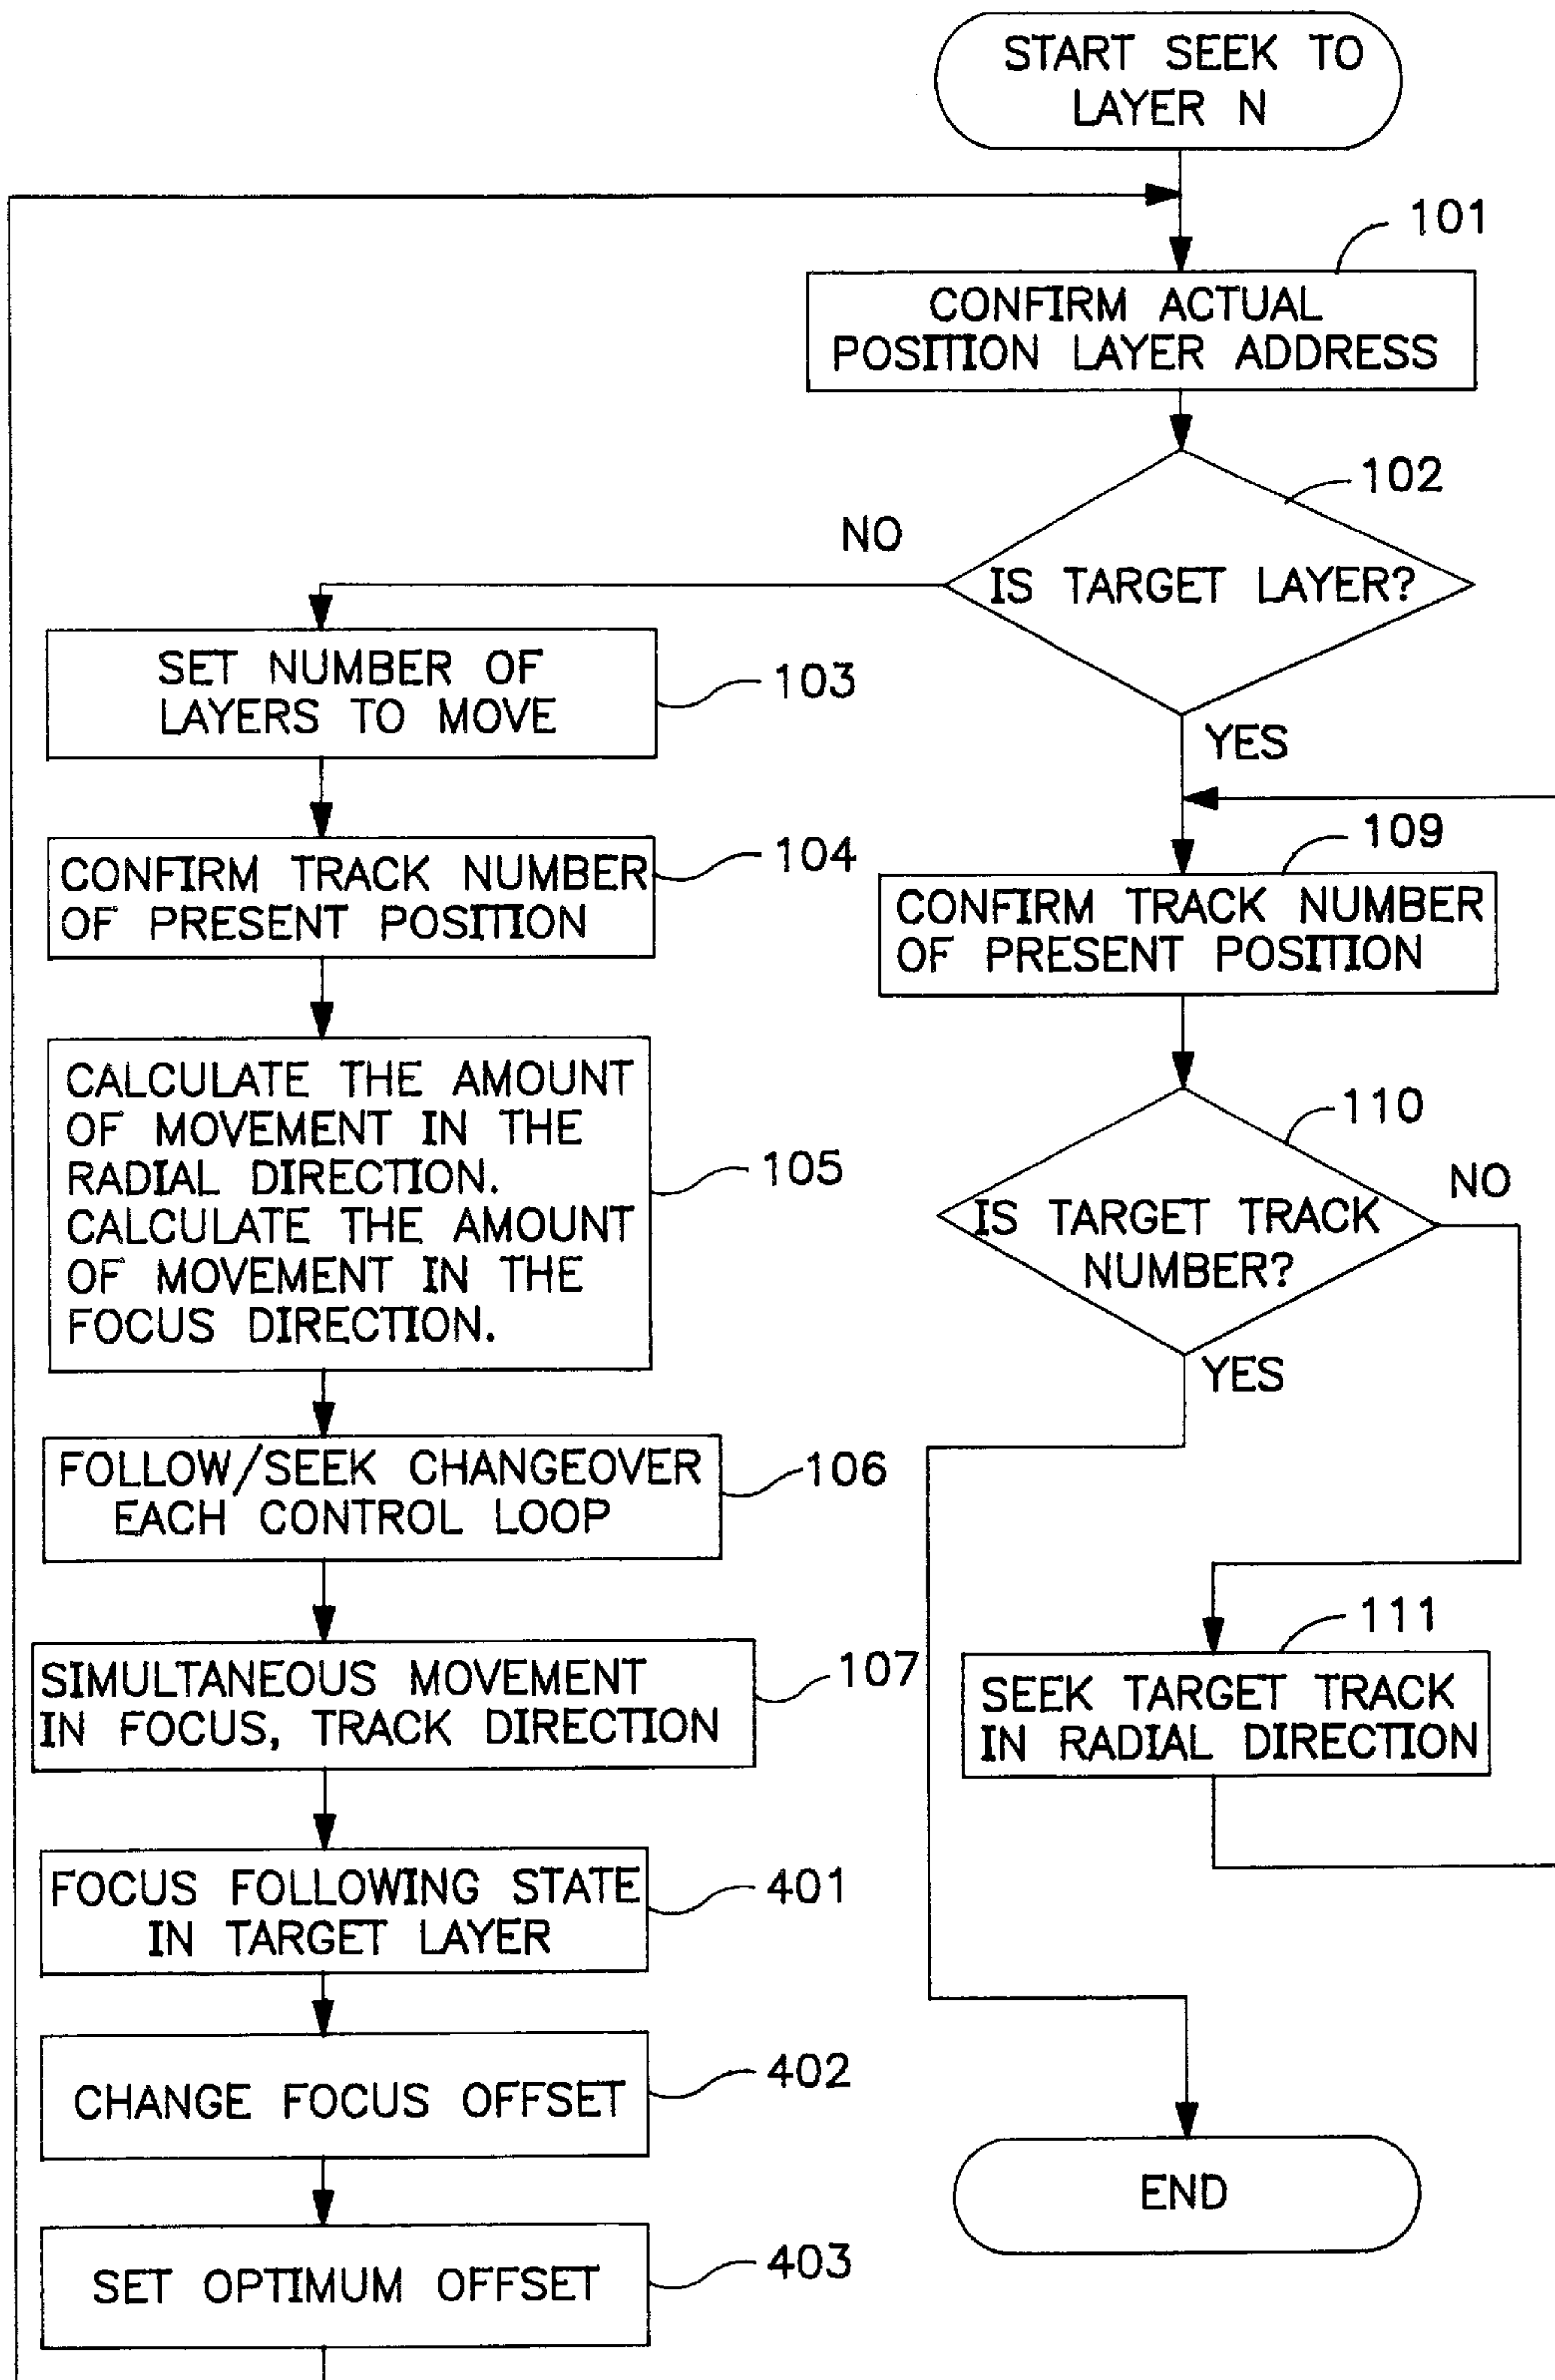 START SEEK TO
LAYER N
101
CONFIRM ACTUAL
POSITION LAYER ADDRESS
102
NO
IS TARGET LAYER?
YES
SET NUMBER OF
LAYERS TO MOVE
103
CONFIRM TRACK NUMBER
OF PRESENT POSITION
104
CALCULATE THE AMOUNT
OF MOVEMENT IN THE
RADIAL DIRECTION.
CALCULATE THE AMOUNT
OF MOVEMENT IN THE
FOCUS DIRECTION.
105
FOLLOW/SEEK CHANGEOVER
EACH CONTROL LOOP
106
SIMULTANEOUS MOVEMENT
IN FOCUS, TRACK DIRECTION
107
FOCUS FOLLOWING STATE
IN TARGET LAYER
401
CHANGE FOCUS OFFSET
402
SET OPTIMUM OFFSET
403
109
CONFIRM TRACK NUMBER
OF PRESENT POSITION
110
NO
IS TARGET TRACK
NUMBER?
YES
111
SEEK TARGET TRACK
IN RADIAL DIRECTION
END